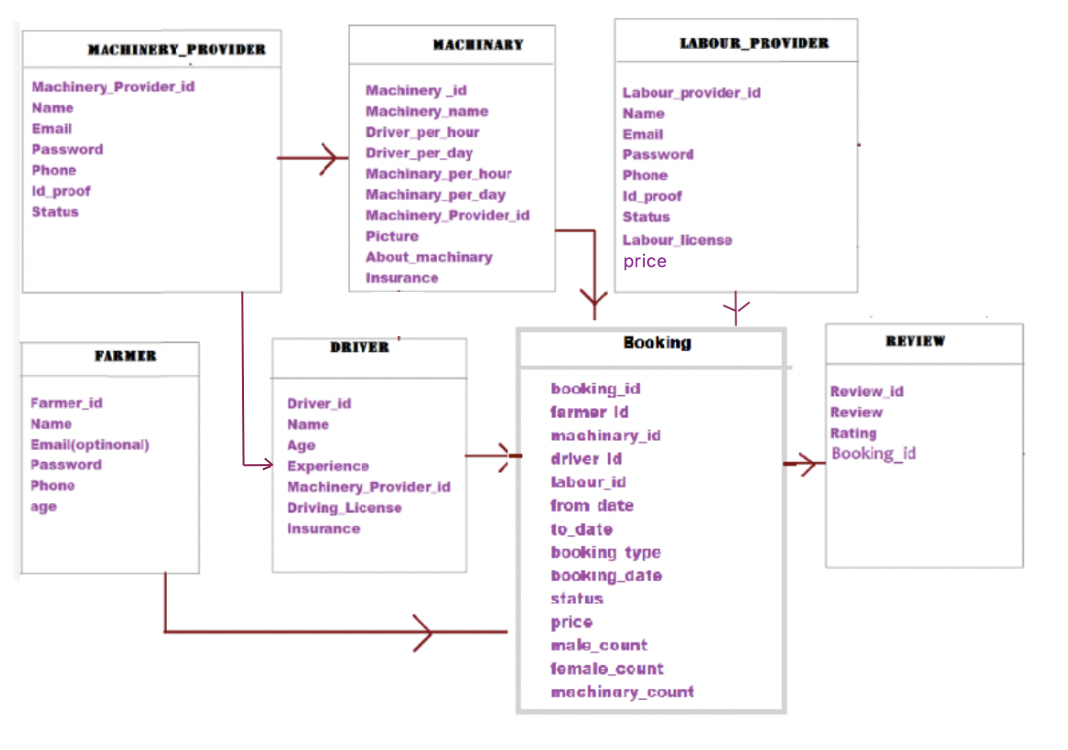 MACHINERY_PROVIDER
Machinery_Provider_id
Name
Email
Password
Phone
Id_proof
Status
MACHINARY
Machinery _id
Machinery_name
Driver_per_hour
Driver_per_day
Machinary_per_hour
Machinary_per_day
Machinery_Provider_id
Picture
About_machinary
Insurance
LABOUR_PROVIDER
Labour_provider_id
Name
Email
Password
Phone
Id_proof
Status
Labour_license
price
FARMER
Farmer_id
Name
Email(optinonal)
Password
Phone
age
DRIVER
Driver_id
Name
Age
Experience
Machinery_Provider_id
Driving_License
Insurance
Booking
booking_id
farmer id
machinary_id
driver id
labour_id
from date
to_date
booking type
booking_date
status
price
male_count
female_count
machinary_count
REVIEW
Review_id
Review
Rating
Booking_id